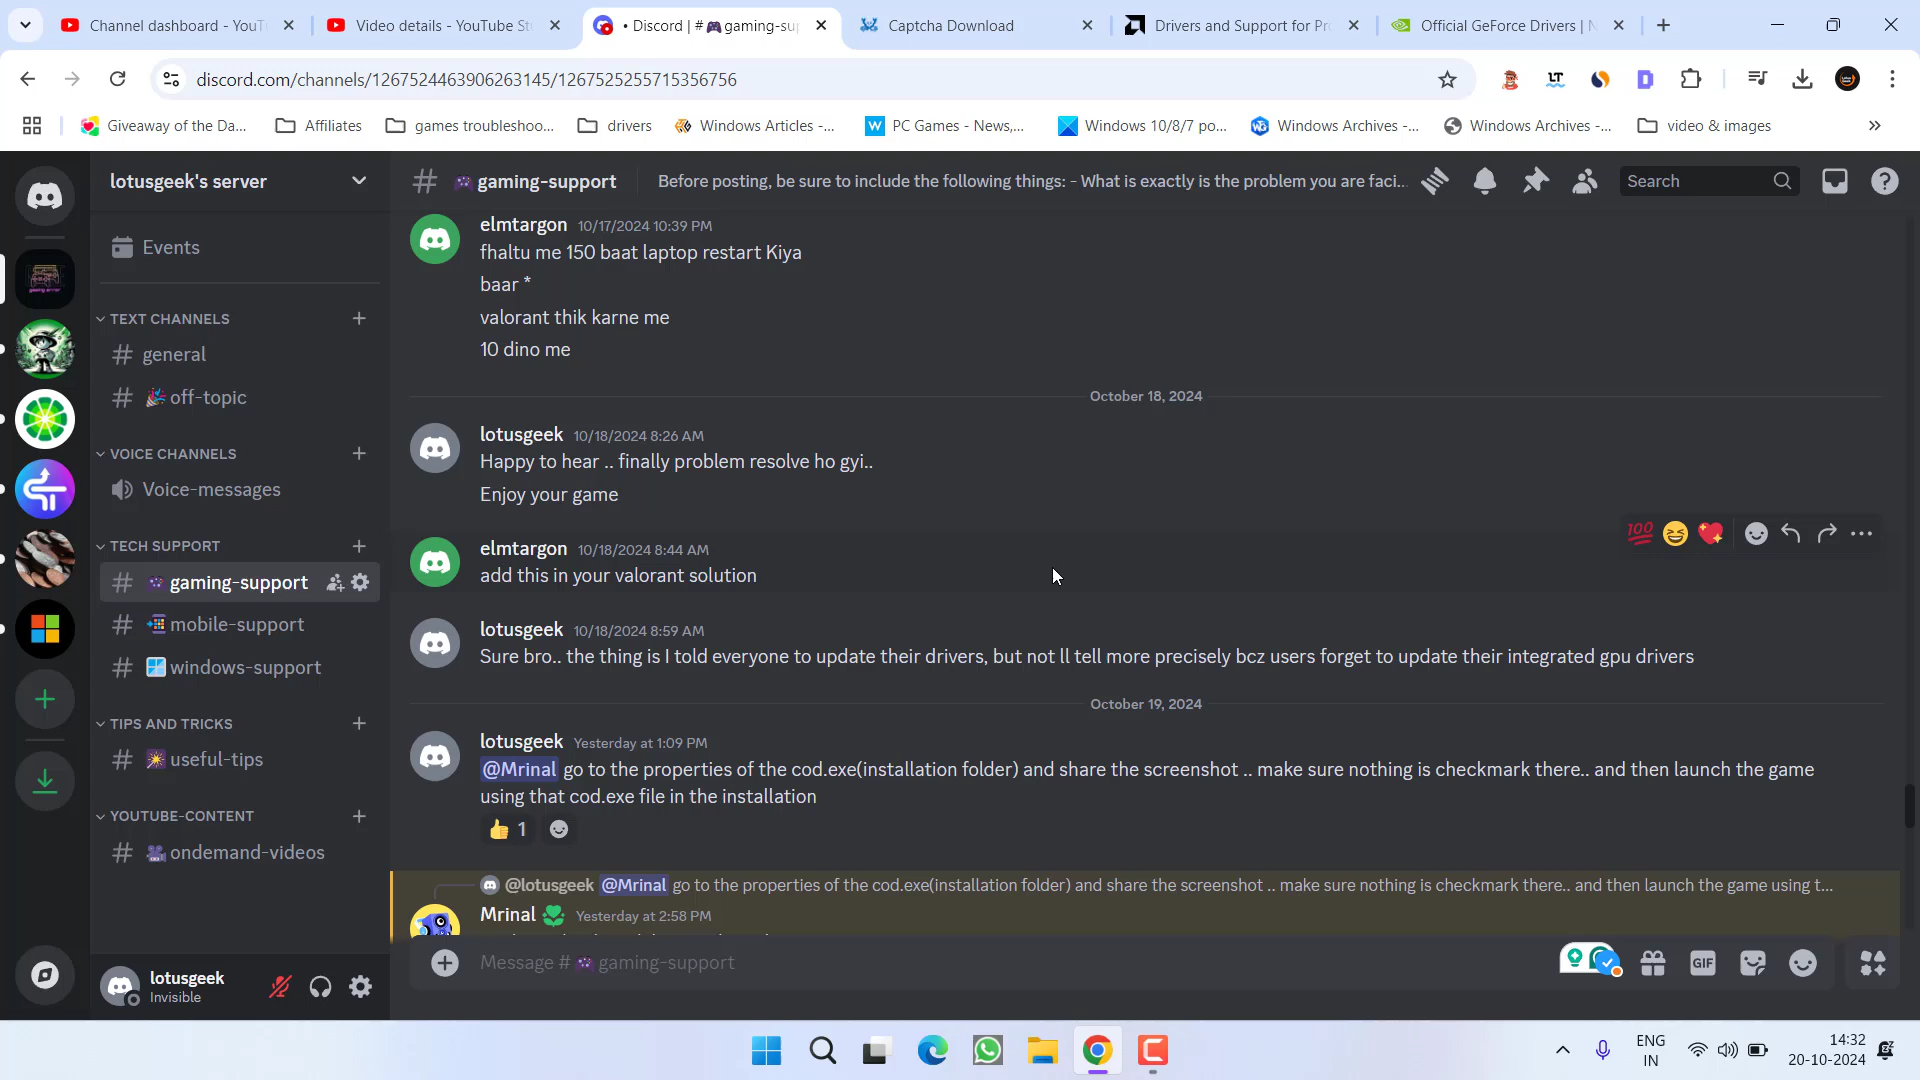 Channel dashboard - YouT
Video details - YouTube St
• Discord | # 🎮gaming-su
Captcha Download
Drivers and Support for Pro
Official GeForce Drivers | N
discord.com/channels/1267524463906263145/1267525255715356756
Giveaway of the Da...
Affiliates
games troubleshoo...
drivers
Windows Articles -...
PC Games - News,...
Windows 10/8/7 po...
Windows Archives -...
Windows Archives -...
video & images
lotusgeek's server
gaming-support
Before posting, be sure to include the following things: - What is exactly is the problem you are faci...
Search
Events
TEXT CHANNELS
general
off-topic
VOICE CHANNELS
Voice-messages
TECH SUPPORT
gaming-support
mobile-support
windows-support
TIPS AND TRICKS
useful-tips
YOUTUBE-CONTENT
ondemand-videos
lotusgeek
Invisible
elmtargon 10/17/2024 10:39 PM
fhaltu me 150 baat laptop restart Kiya
baar *
valorant thik karne me
10 dino me
October 18, 2024
lotusgeek 10/18/2024 8:26 AM
Happy to hear .. finally problem resolve ho gyi..
Enjoy your game
elmtargon 10/18/2024 8:44 AM
add this in your valorant solution
lotusgeek 10/18/2024 8:59 AM
Sure bro.. the thing is I told everyone to update their drivers, but not ll tell more precisely bcz users forget to update their integrated gpu drivers
October 19, 2024
lotusgeek Yesterday at 1:09 PM
@Mrinal go to the properties of the cod.exe(installation folder) and share the screenshot .. make sure nothing is checkmark there.. and then launch the game
using that cod.exe file in the installation
👍 1
@lotusgeek @Mrinal go to the properties of the cod.exe(installation folder) and share the screenshot .. make sure nothing is checkmark there.. and then launch the game using t...
Mrinal Yesterday at 2:58 PM
Message # 🎮 gaming-support
GIF
ENG
IN
14:32
20-10-2024